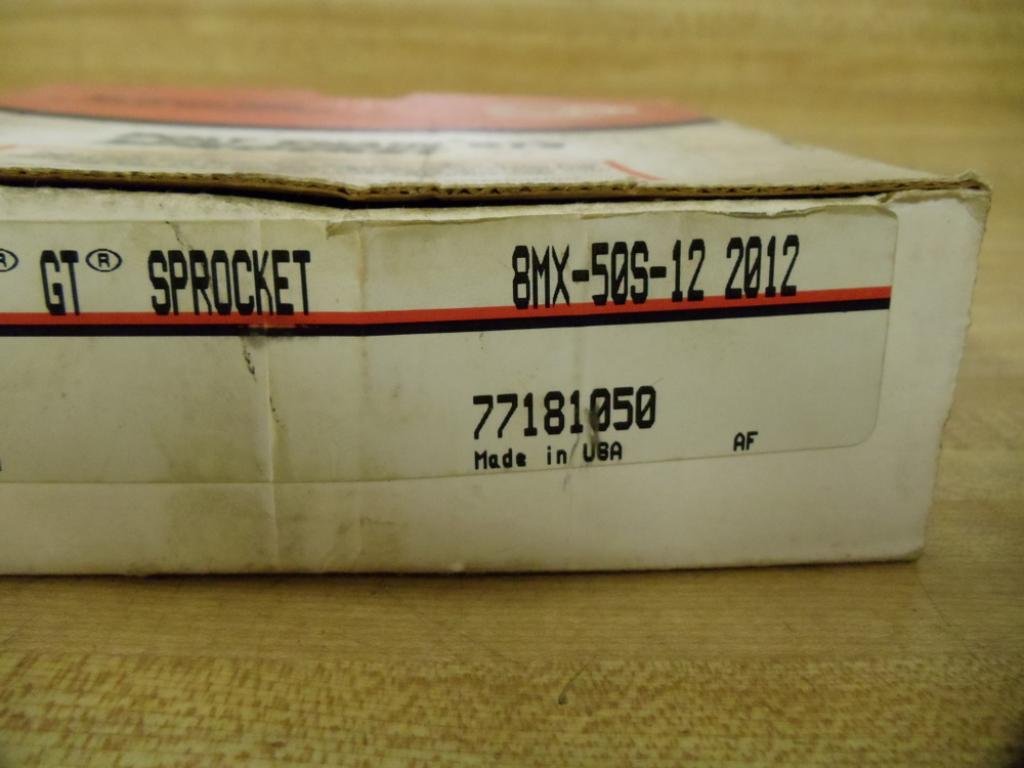 ® GT® SPROCKET 8MX-50S-12 2012
77181050
Made in USA AF